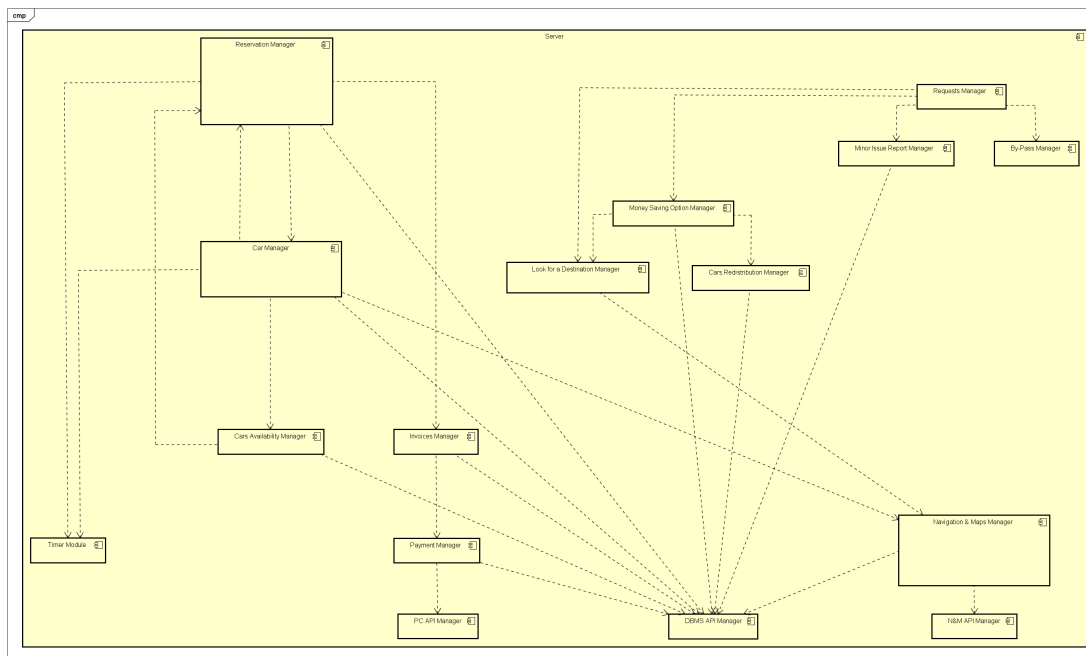 cmp
Server
Reservation Manager
Requests Manager
Minor Issue Report Manager
By-Pass Manager
Money Saving Option Manager
Car Manager
Look for a Destination Manager
Cars Redistribution Manager
Cars Availability Manager
Invoices Manager
Navigation & Maps Manager
Timer Module
Payment Manager
PC API Manager
DBMS API Manager
N&M API Manager